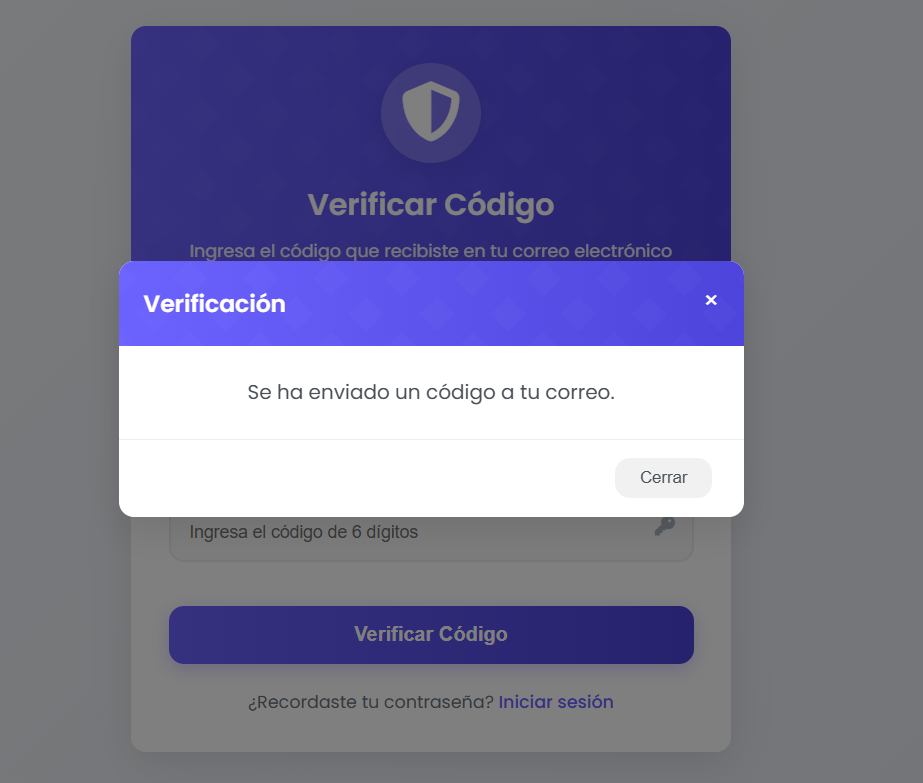 Verificar Código
Ingresa el código que recibiste en tu correo electrónico
Verificación
×
Se ha enviado un código a tu correo.
Cerrar
Ingresa el código de 6 dígitos
Verificar Código
¿Recordaste tu contraseña? Iniciar sesión